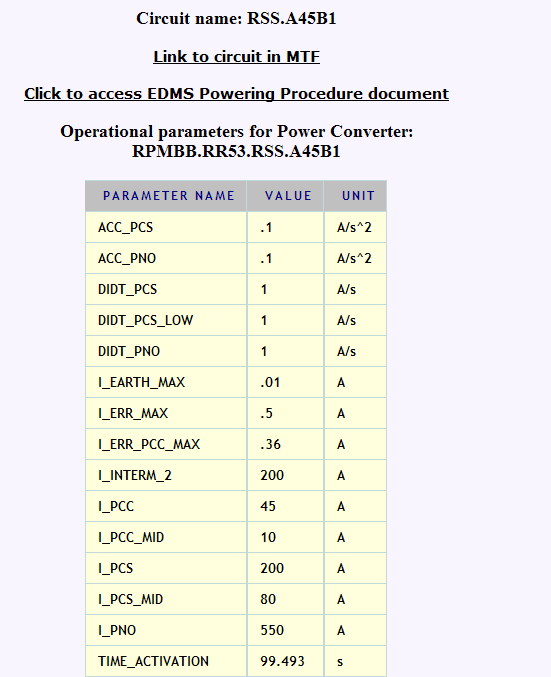 Circuit name: RSS.A45B1
Link to circuit in MTF
Click to access EDMS Powering Procedure document
Operational parameters for Power Converter:
RPMBB.RR53.RSS.A45B1
PARAMETER NAME VALUE UNIT
ACC_PCS .1 A/s^2
ACC_PNO .1 A/s^2
DIDT_PCS 1 A/s
DIDT_PCS_LOW 1 A/s
DIDT_PNO 1 A/s
I_EARTH_MAX .01 A
I_ERR_MAX .5 A
I_ERR_PCC_MAX .36 A
I_INTERM_2 200 A
I_PCC 45 A
I_PCC_MID 10 A
I_PCS 200 A
I_PCS_MID 80 A
I_PNO 550 A
TIME_ACTIVATION 99.493 s